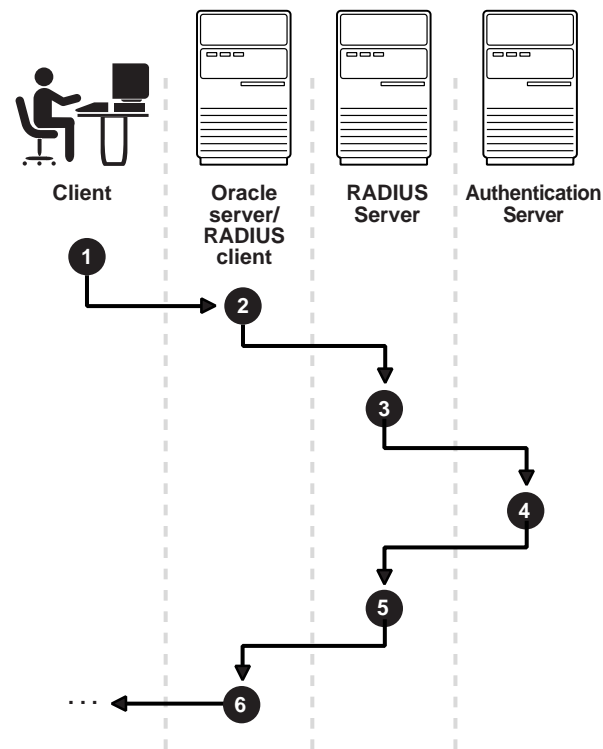 Client
Oracle
server/
RADIUS
client
RADIUS
Server
Authentication
Server
1
2
3
4
5
6
. . .